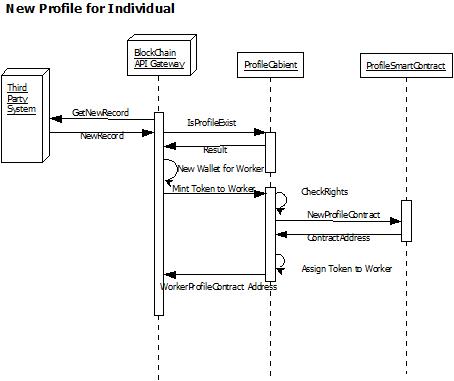 New Profile for Individual
BlockChain
API Gateway
ProfileCabient
ProfileSmartContract
Third
Party
System
GetNewRecord
IsProfileExist
NewRecord
Result
New Wallet for Worker
Mint Token to Worker
CheckRights
NewProfileContract
ContractAddress
Assign Token to Worker
WorkerProfileContract Address